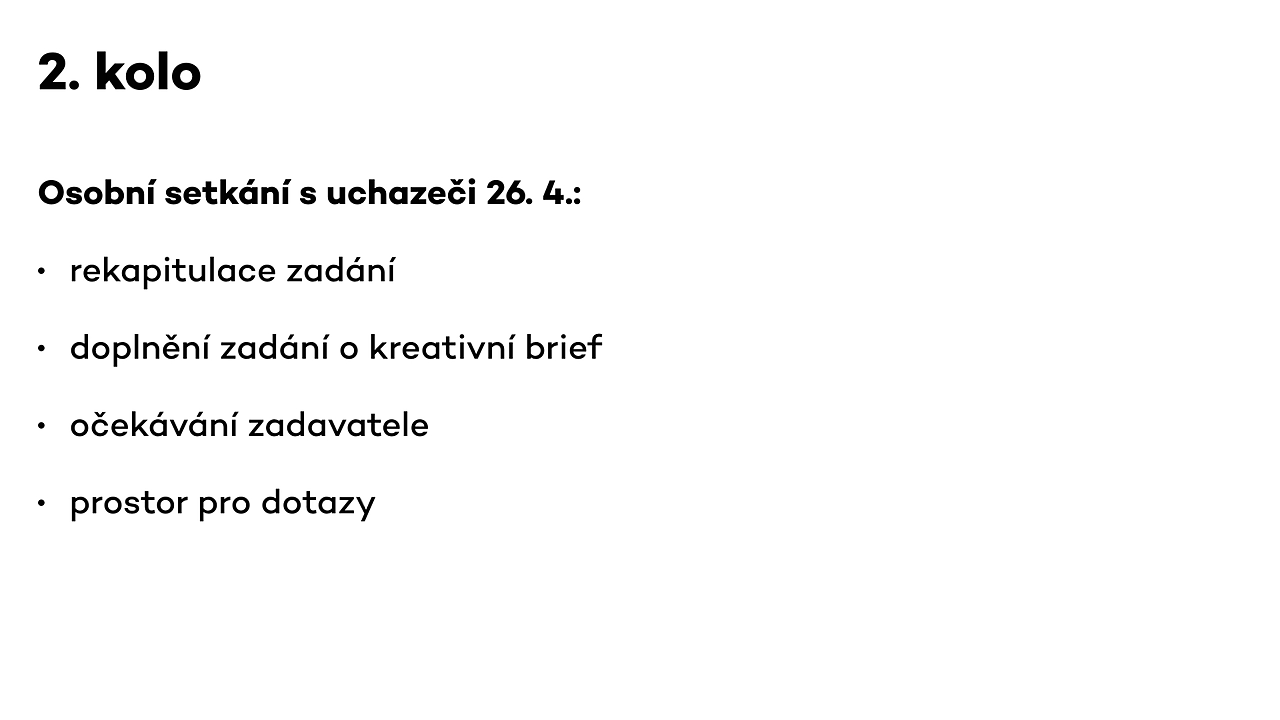 2. kolo
Osobní setkání s uchazeči 26. 4.:
• rekapitulace zadání
• doplnění zadání o kreativní brief
• očekávání zadavatele
• prostor pro dotazy